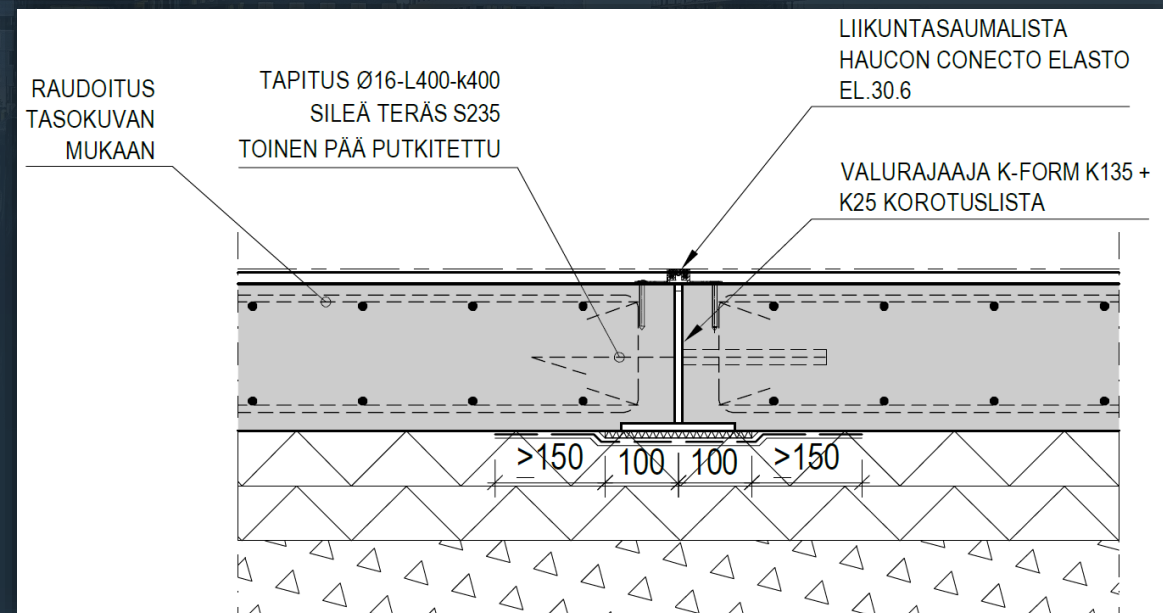 RAUDOITUS
TASOKUVAN
MUKAAN
TAPITUS Ø16-L400-k400
SILEÄ TERÄS S235
TOINEN PÄÄ PUTKITETTU
LIIKUNTASAUMALISTA
HAUCON CONECTO ELASTO
EL.30.6
VALURAJAAJA K-FORM K135 +
K25 KOROTUSLISTA
≥150 100 100 ≥150